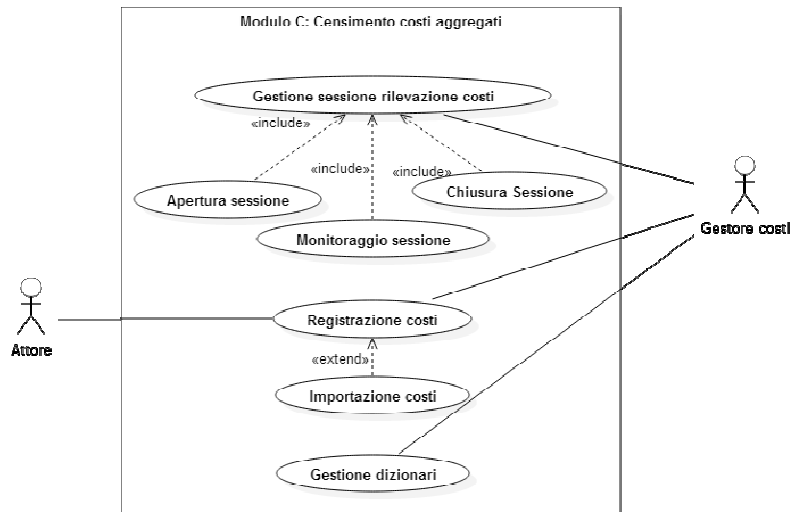 Modulo C: Censimento costi aggregati
Gestione sessione rilevazione costi
«include»
«include»
«include»
Apertura sessione
Chiusura Sessione
Monitoraggio sessione
Gestore costi
Registrazione costi
Attore
«extend»
Importazione costi
Gestione dizionari